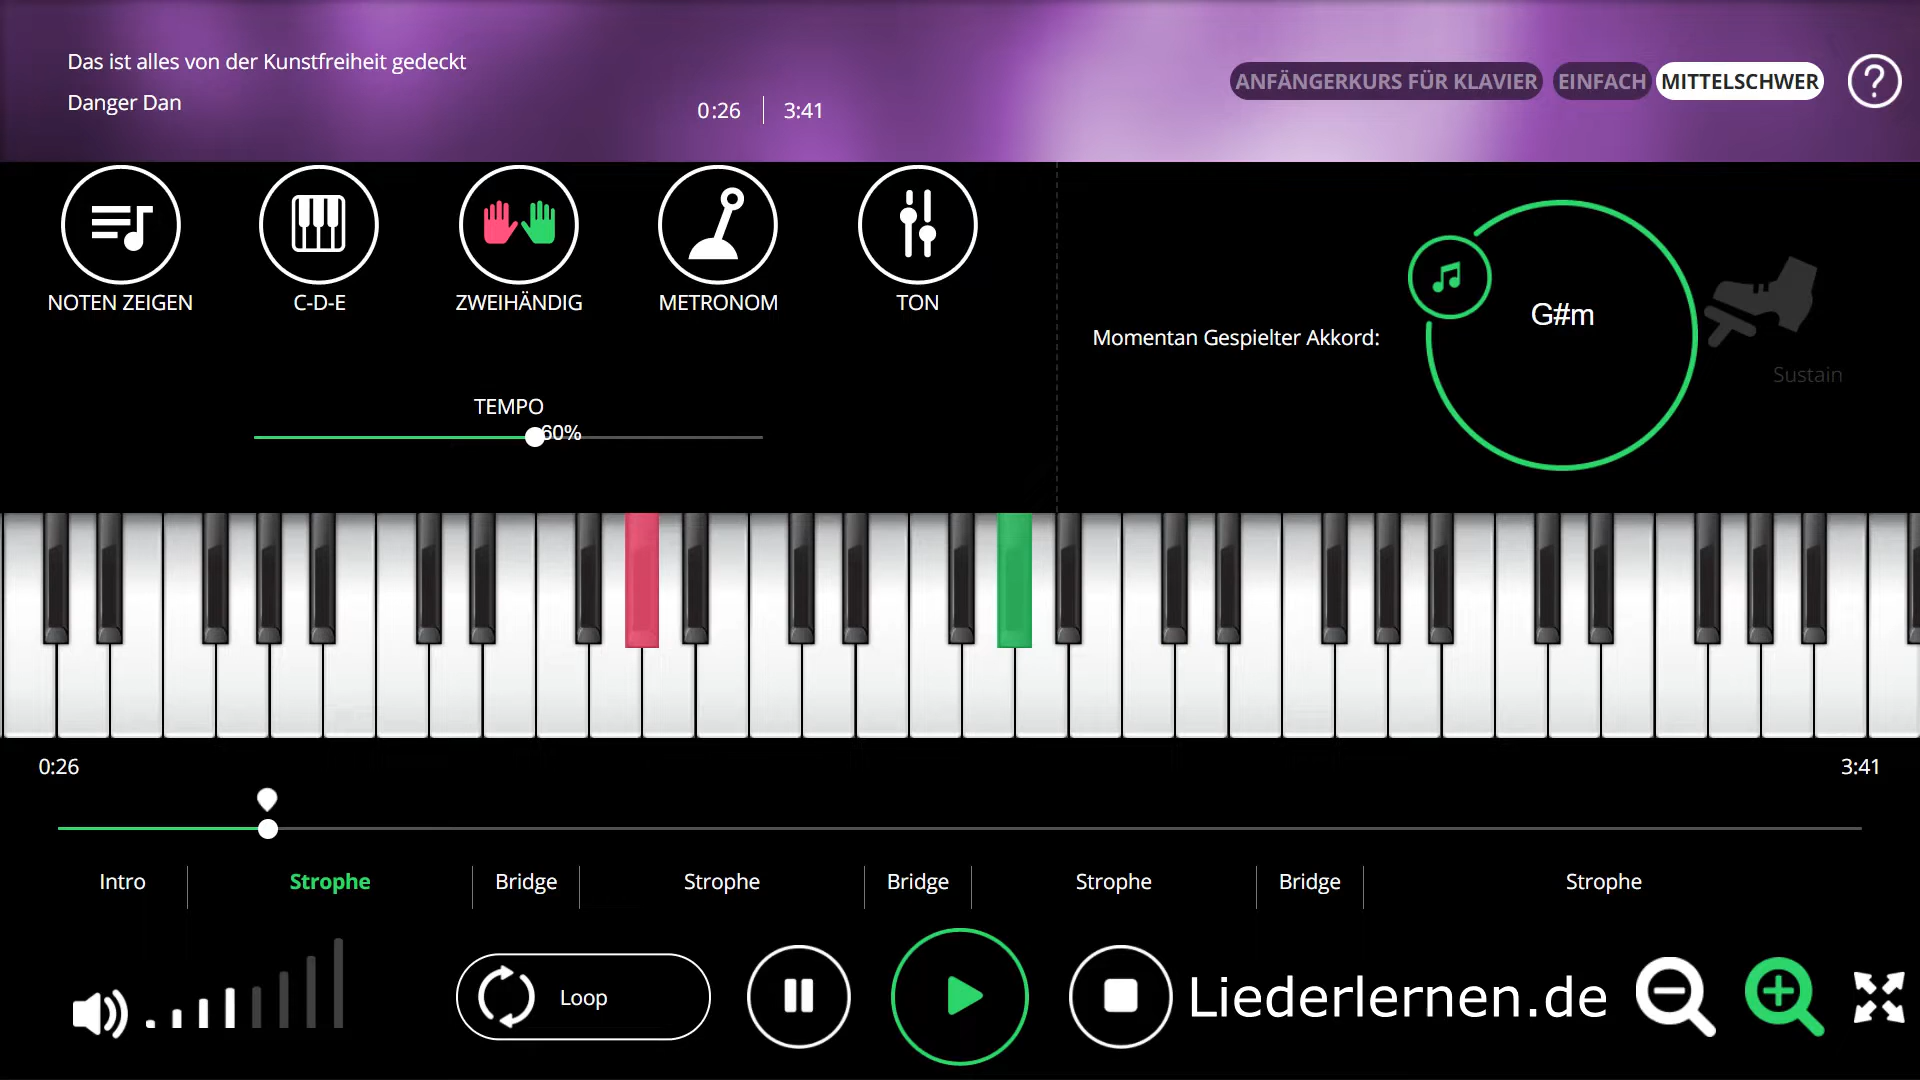 Das ist alles von der Kunstfreiheit gedeckt
Danger Dan
0:26 3:41
ANFÄNGERKURS FÜR KLAVIER EINFACH MITTELSCHWER ?
NOTEN ZEIGEN C-D-E ZWEIHÄNDIG METRONOM TON
Momentan Gespielter Akkord: G#m
Sustain
TEMPO
60%
0:26 3:41
Intro Strophe Bridge Strophe Bridge Strophe Bridge Strophe
Loop Liederlernen.de